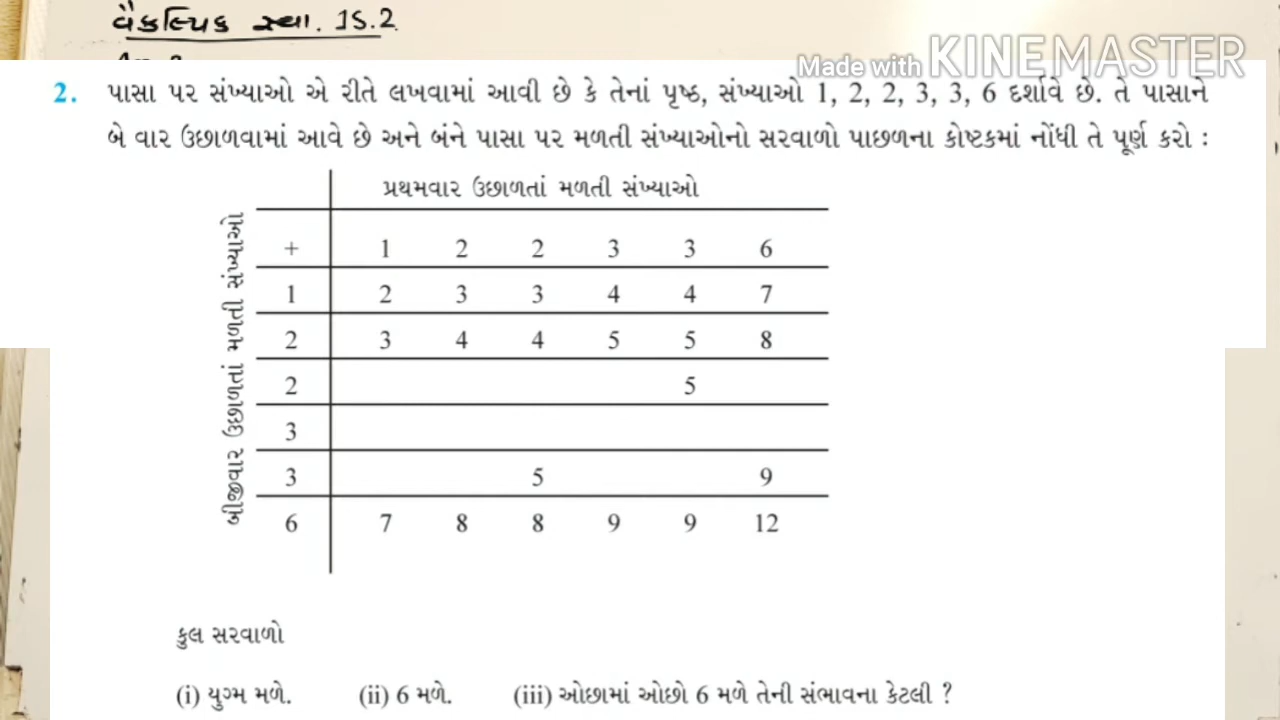 વૈકલ્પિક સ્વા. 15.2
Made with KINEMASTER
2. પાસા પર સંખ્યાઓ એ રીતે લખવામાં આવી છે કે તેનાં પૃષ્ઠ, સંખ્યાઓ 1, 2, 2, 3, 3, 6 દર્શાવે છે. તે પાસાને
બે વાર ઉછાળવામાં આવે છે અને બંને પાસા પર મળતી સંખ્યાઓનો સરવાળો પાછળના કોષ્ટકમાં નોંધી તે પૂર્ણ કરો :
પ્રથમવાર ઉછાળતાં મળતી સંખ્યાઓ
બીજીવાર ઉછાળતાં મળતી સંખ્યાઓ
+ 1 2 2 3 3 6
1 2 3 3 4 4 7
2 3 4 4 5 5 8
2 5
3
3 5 9
6 7 8 8 9 9 12
કુલ સરવાળો
(i) યુગ્મ મળે. (ii) 6 મળે. (iii) ઓછામાં ઓછો 6 મળે તેની સંભાવના કેટલી ?